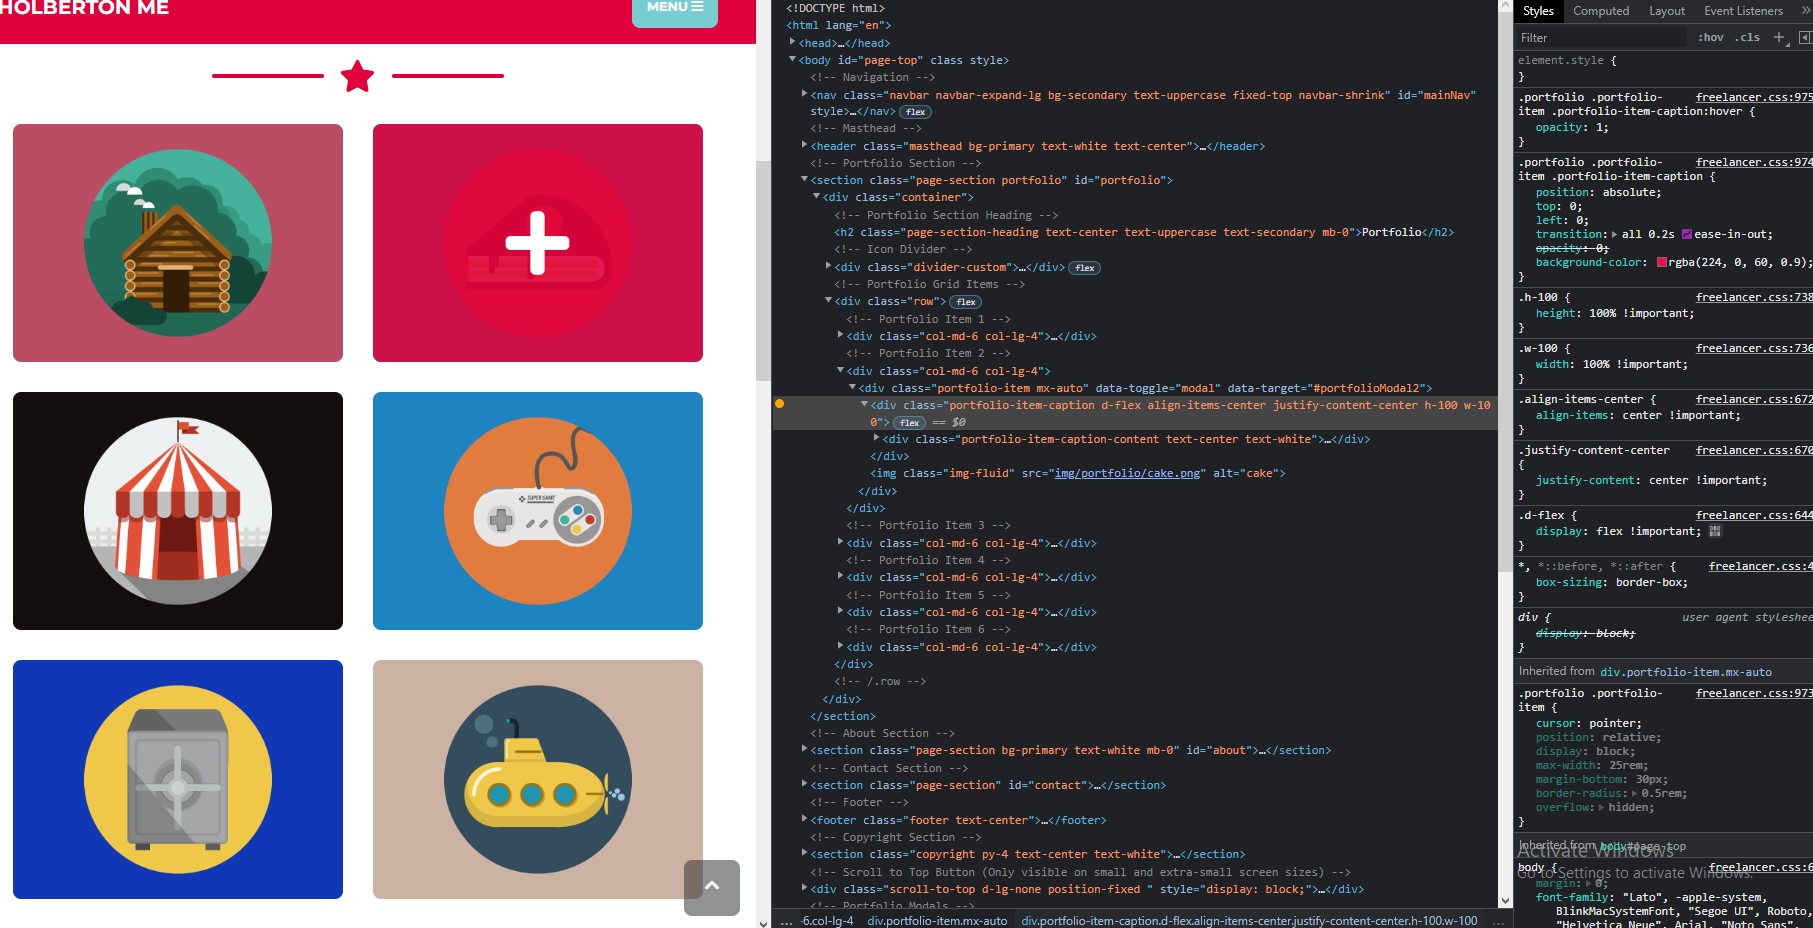 HOLBERTON ME
MENU
SUPER GAME
<!DOCTYPE html>
<html lang="en">
<head>…</head>
<body id="page-top" class style>
<!-- Navigation -->
<nav class="navbar navbar-expand-lg bg-secondary text-uppercase fixed-top navbar-shrink" id="mainNav"
style>…</nav> flex
<!-- Masthead -->
<header class="masthead bg-primary text-white text-center">…</header>
<!-- Portfolio Section -->
<section class="page-section portfolio" id="portfolio">
<div class="container">
<!-- Portfolio Section Heading -->
<h2 class="page-section-heading text-center text-uppercase text-secondary mb-0">Portfolio</h2>
<!-- Icon Divider -->
<div class="divider-custom">…</div> flex
<!-- Portfolio Grid Items -->
<div class="row"> flex
<!-- Portfolio Item 1 -->
<div class="col-md-6 col-lg-4">…</div>
<!-- Portfolio Item 2 -->
<div class="col-md-6 col-lg-4">
<div class="portfolio-item mx-auto" data-toggle="modal" data-target="#portfolioModal2">
<div class="portfolio-item-caption d-flex align-items-center justify-content-center h-100 w-10
0"> flex == $0
<div class="portfolio-item-caption-content text-center text-white">…</div>
</div>
<img class="img-fluid" src="img/portfolio/cake.png" alt="cake">
</div>
</div>
<!-- Portfolio Item 3 -->
<div class="col-md-6 col-lg-4">…</div>
<!-- Portfolio Item 4 -->
<div class="col-md-6 col-lg-4">…</div>
<!-- Portfolio Item 5 -->
<div class="col-md-6 col-lg-4">…</div>
<!-- Portfolio Item 6 -->
<div class="col-md-6 col-lg-4">…</div>
</div>
<!-- /.row -->
</div>
</section>
<!-- About Section -->
<section class="page-section bg-primary text-white mb-0" id="about">…</section>
<!-- Contact Section -->
<section class="page-section" id="contact">…</section>
<!-- Footer -->
<footer class="footer text-center">…</footer>
<!-- Copyright Section -->
<section class="copyright py-4 text-center text-white">…</section>
<!-- Scroll to Top Button (Only visible on small and extra-small screen sizes) -->
<div class="scroll-to-top d-lg-none position-fixed " style="display: block;">…</div>
<!-- Portfolio Modals -->
... -6.col-lg-4 div.portfolio-item.mx-auto div.portfolio-item-caption.d-flex.align-items-center.justify-content-center.h-100.w-100 ...
Styles Computed Layout Event Listeners »
Filter :hov .cls +
element.style {
}
.portfolio .portfolio- freelancer.css:975
item .portfolio-item-caption:hover {
opacity: 1;
}
.portfolio .portfolio- freelancer.css:974
item .portfolio-item-caption {
position: absolute;
top: 0;
left: 0;
transition: all 0.2s ease-in-out;
opacity: 0;
background-color: rgba(224, 0, 60, 0.9);
}
.h-100 { freelancer.css:738
height: 100% !important;
}
.w-100 { freelancer.css:736
width: 100% !important;
}
.align-items-center { freelancer.css:672
align-items: center !important;
}
.justify-content-center freelancer.css:670
{
justify-content: center !important;
}
.d-flex { freelancer.css:644
display: flex !important;
}
*, *::before, *::after { freelancer.css:4
box-sizing: border-box;
}
div { user agent styleshee
display: block;
}
Inherited from div.portfolio-item.mx-auto
.portfolio .portfolio- freelancer.css:973
item {
cursor: pointer;
position: relative;
display: block;
max-width: 25rem;
margin-bottom: 30px;
border-radius: 0.5rem;
overflow: hidden;
}
Inherited from body#page-top
Activate Windows
body { freelancer.css:6
Go to Settings to activate Windows.
margin: 0;
font-family: "Lato", -apple-system,
BlinkMacSystemFont, "Segoe UI", Roboto,
"Helvetica Neue", Arial, "Noto Sans",